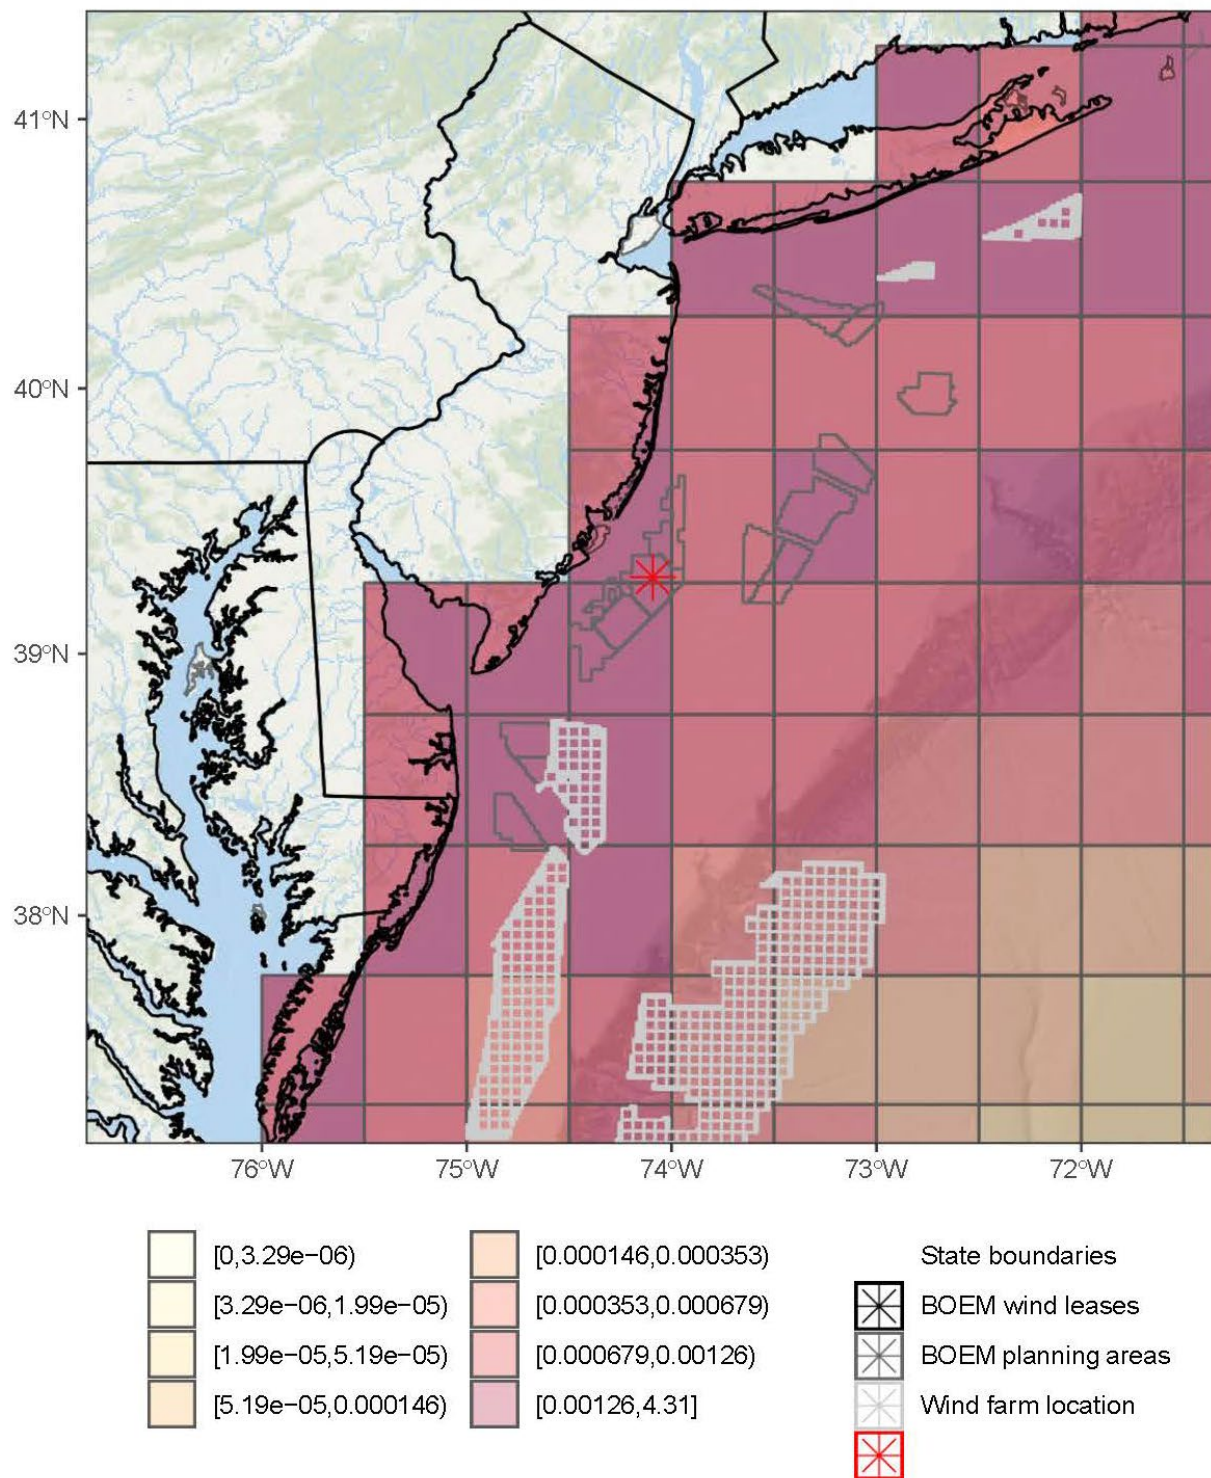 41°N
40°N
39°N
38°N
76°W 75°W 74°W 73°W 72°W
[0,3.29e−06) [0.000146,0.000353) State boundaries
[3.29e−06,1.99e−05) [0.000353,0.000679) BOEM wind leases
[1.99e−05,5.19e−05) [0.000679,0.00126) BOEM planning areas
[5.19e−05,0.000146) [0.00126,4.31] Wind farm location